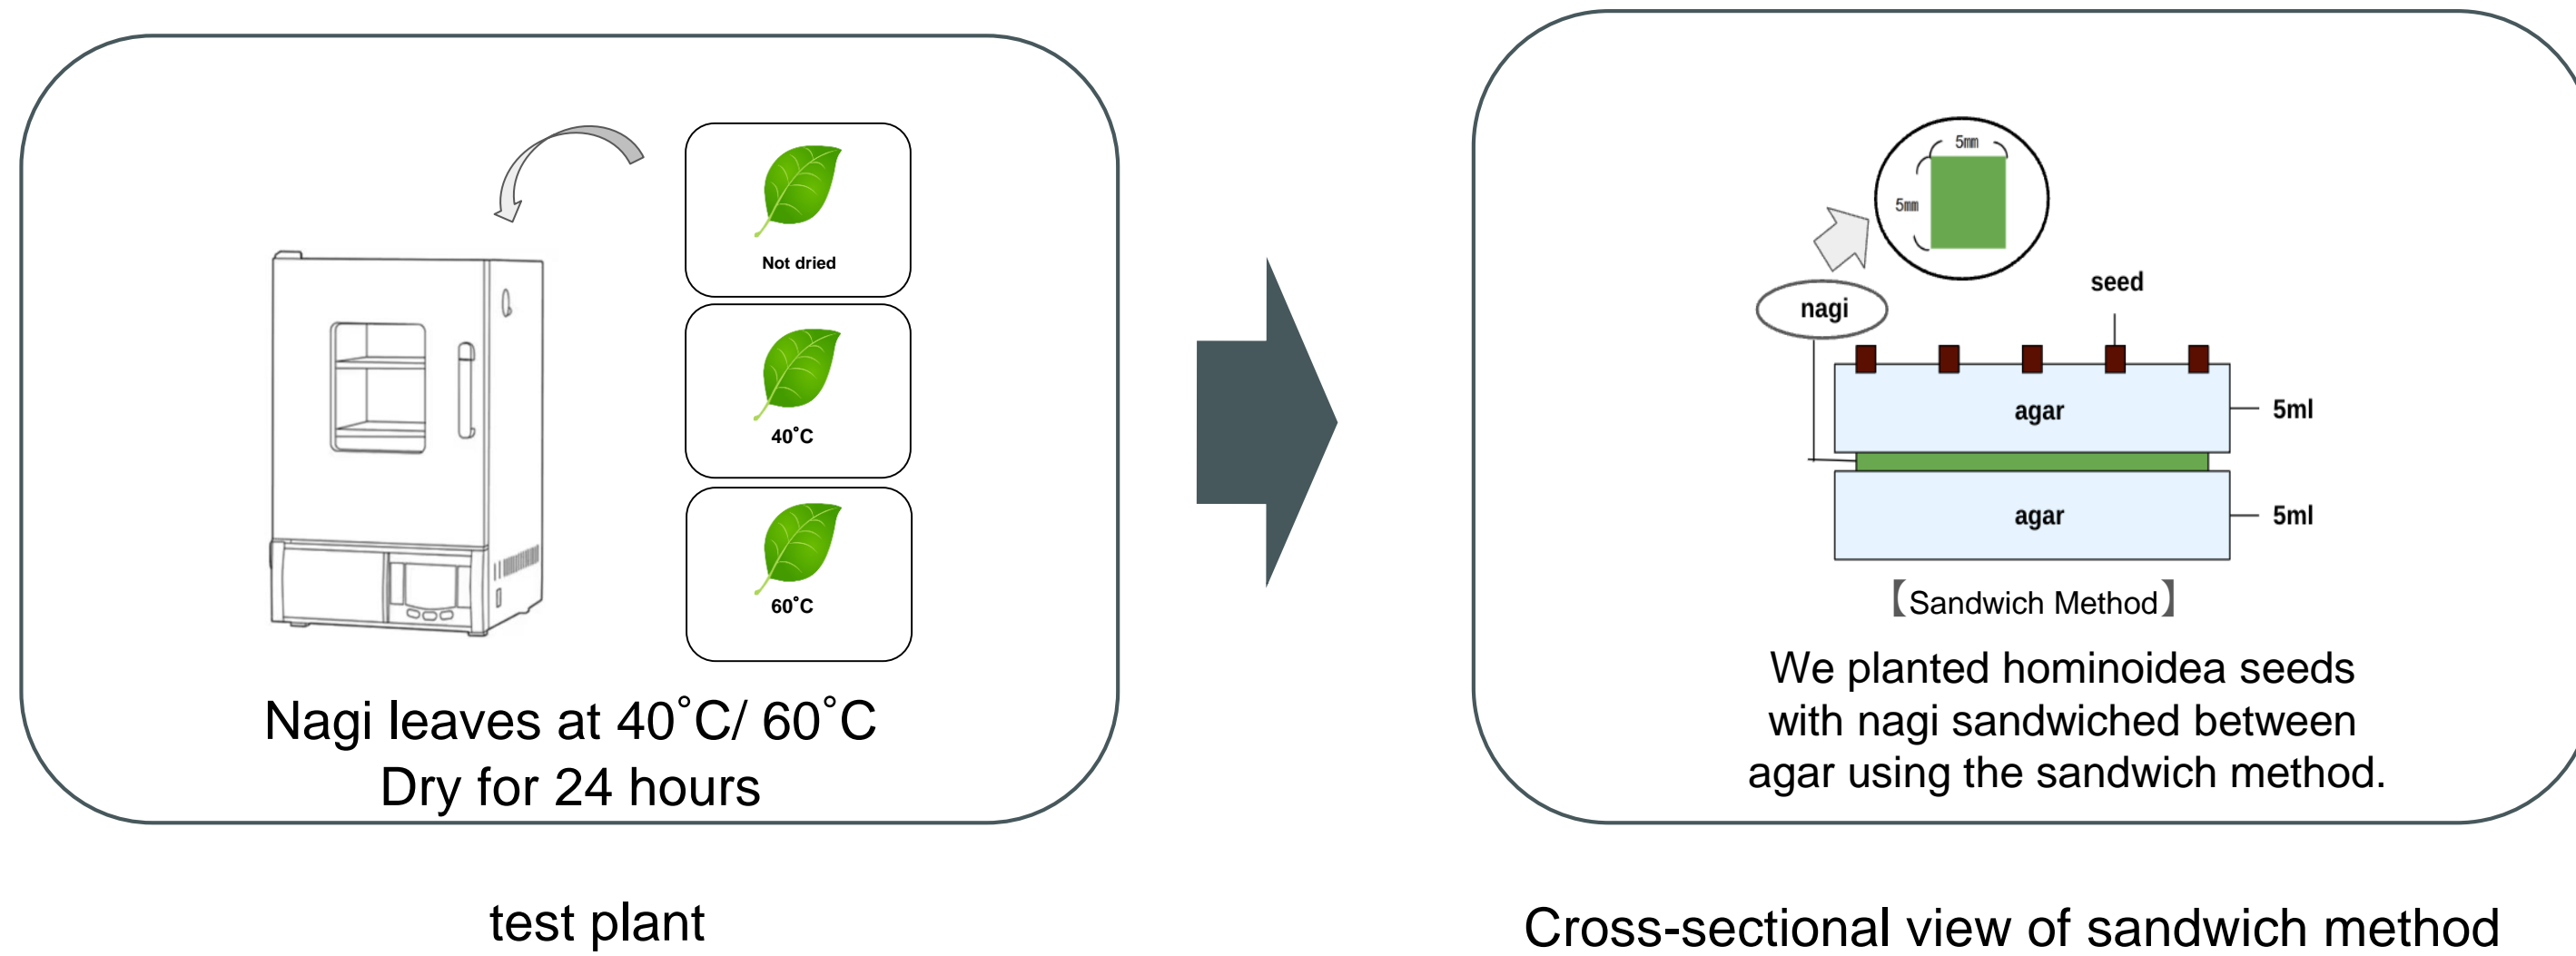 Not dried
40°C
60°C
Nagi leaves at 40°C/ 60°C
Dry for 24 hours
test plant
5mm
5mm
nagi
seed
agar
5ml
agar
5ml
【Sandwich Method】
We planted hominoidea seeds
with nagi sandwiched between
agar using the sandwich method.
Cross-sectional view of sandwich method